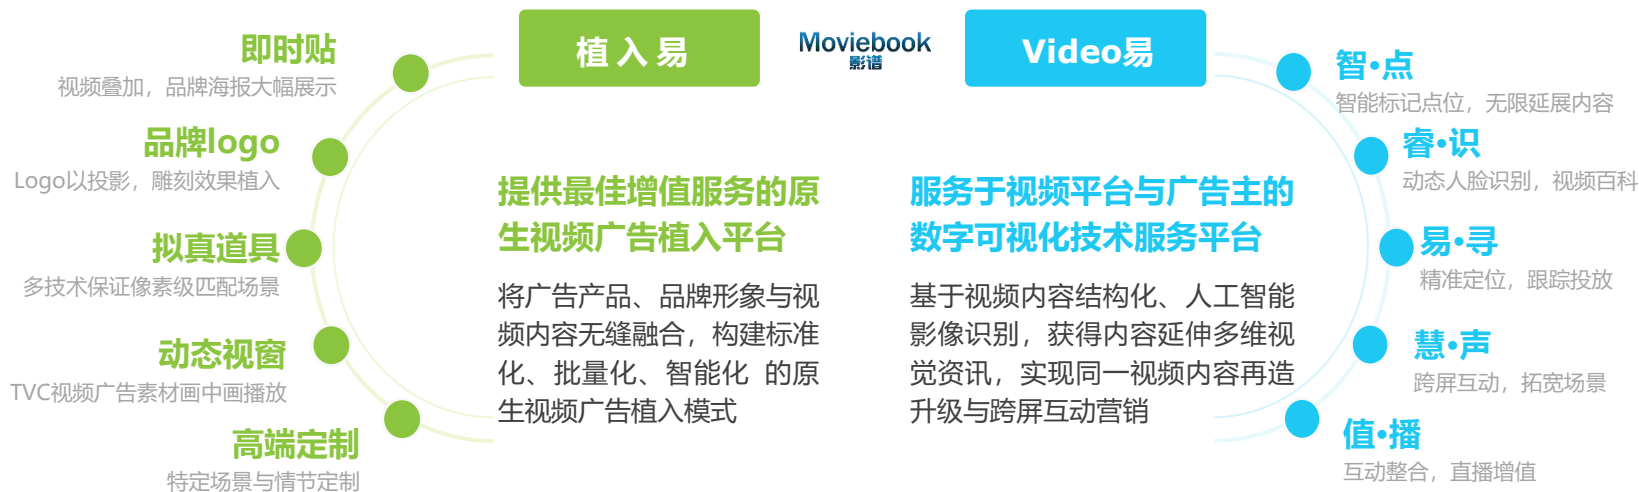 植入易
Moviebook
影谱
Video易
即时贴
视频叠加，品牌海报大幅展示
品牌logo
Logo以投影，雕刻效果植入
拟真道具
多技术保证像素级匹配场景
动态视窗
TVC视频广告素材画中画播放
高端定制
特定场景与情节定制
提供最佳增值服务的原
生视频广告植入平台
将广告产品、品牌形象与视
频内容无缝融合，构建标准
化、批量化、智能化 的原
生视频广告植入模式
服务于视频平台与广告主的
数字可视化技术服务平台
基于视频内容结构化、人工智能
影像识别，获得内容延伸多维视
觉资讯，实现同一视频内容再造
升级与跨屏互动营销
智•点
智能标记点位，无限延展内容
睿•识
动态人脸识别，视频百科
易•寻
精准定位，跟踪投放
慧•声
跨屏互动，拓宽场景
值•播
互动整合，直播增值